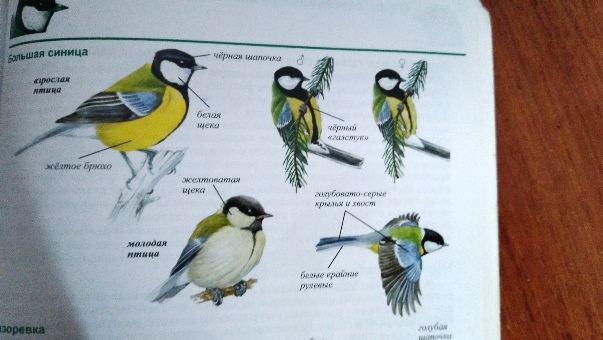 Большая синица
взрослая
птица
чёрная шапочка
♂
♀
белая
щека
чёрный
«галстук»
жёлтое брюхо
желтоватая
щека
голубовато-серые
крылья и хвост
молодая
птица
белые крайние
рулевые
голубая
шапочка